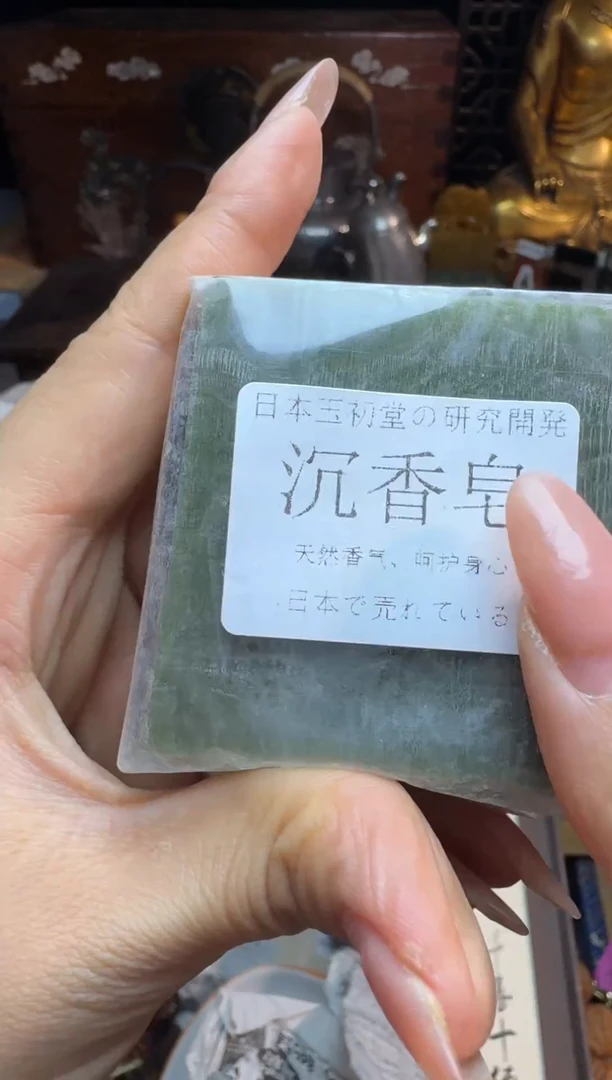 日本玉初堂の研究開発
沉香皂
天然香气、呵护身心
日本で売れている